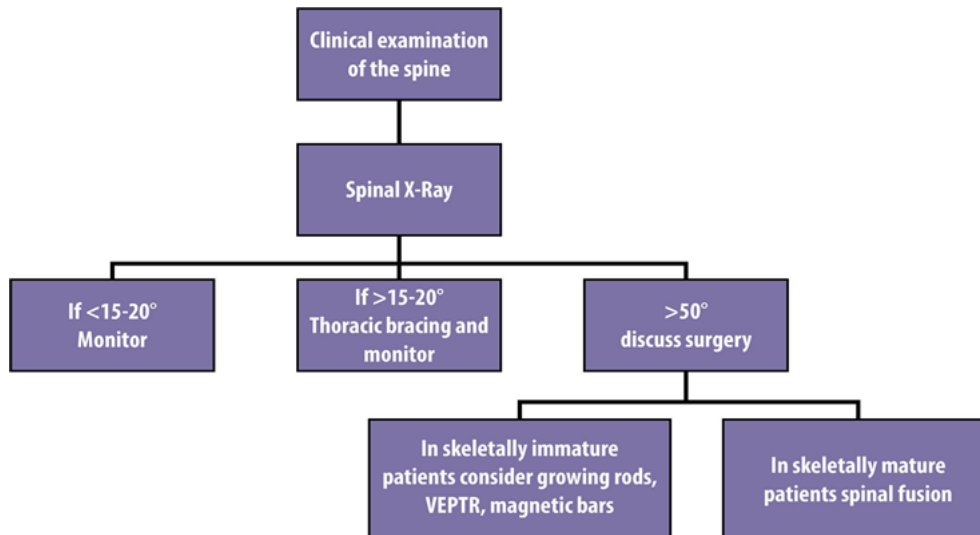 Clinical examination
of the spine
Spinal X-Ray
If <15-20°
Monitor
If >15-20°
Thoracic bracing and
monitor
>50°
discuss surgery
In skeletally immature
patients consider growing rods,
VEPTR, magnetic bars
In skeletally mature
patients spinal fusion